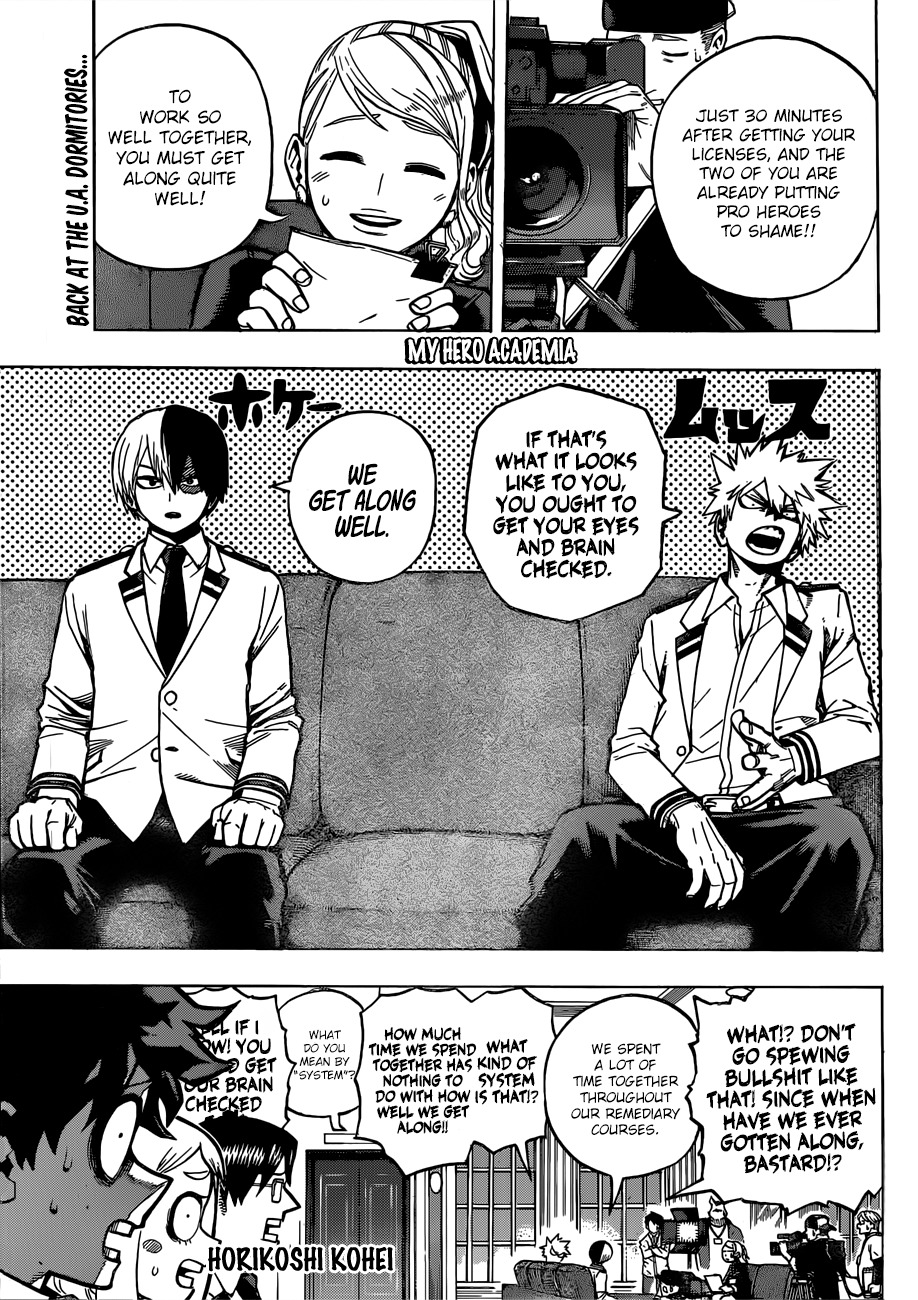 JUST 30 MINUTES
AFTER GETTING YOUR
LICENSES, AND THE
TWO OF YOU ARE
ALREADY PUTTING
PRO HEROES
TO SHAME!!
TO
WORK SO
WELL TOGETHER,
YOU MUST GET
ALONG QUITE
WELL!
BACK AT THE U.A. DORMITORIES...
MY HERO ACADEMIA
ムッス
IF THAT'S
WHAT IT LOOKS
LIKE TO YOU,
YOU OUGHT TO
GET YOUR EYES
AND BRAIN
CHECKED.
ホケー
WE
GET ALONG
WELL.
WHAT!? DON'T
GO SPEWING
BULLSHIT LIKE
THAT! SINCE WHEN
HAVE WE EVER
GOTTEN ALONG,
BASTARD!?
WE SPENT
A LOT OF
TIME TOGETHER
THROUGHOUT
OUR REMEDIARY
COURSES.
HOW MUCH
TIME WE SPEND
TOGETHER HAS
NOTHING TO
DO WITH HOW
WELL WE GET
ALONG!!
WHAT
KIND OF
SYSTEM
IS THAT!?
WHAT
DO YOU
MEAN BY
"SYSTEM"?
IF I
YOU
GET
BRAIN
CHECKED
HORIKOSHI KOHEI